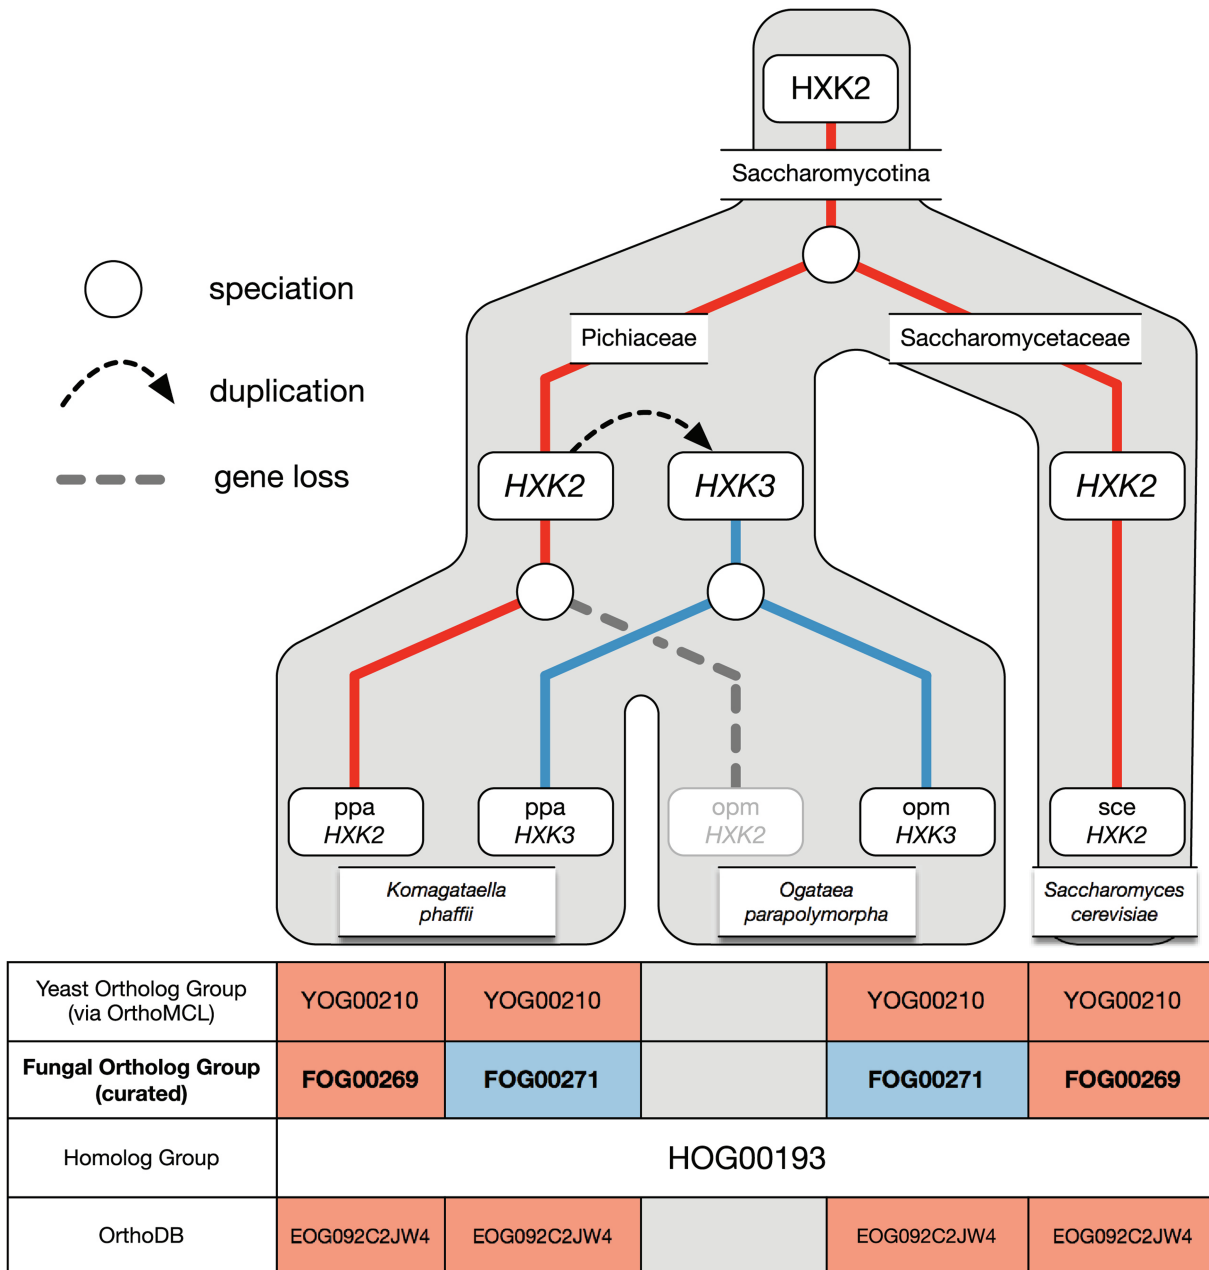 HXK2
Saccharomycotina
speciation
Pichiaceae
Saccharomycetaceae
duplication
gene loss
HXK2
HXK3
HXK2
ppa
HXK2
ppa
HXK3
opm
HXK2
opm
HXK3
sce
HXK2
Komagataella
phaffii
Ogataea
parapolymorpha
Saccharomyces
cerevisiae
Yeast Ortholog Group
(via OrthoMCL)
YOG00210
YOG00210
YOG00210
YOG00210
Fungal Ortholog Group
(curated)
FOG00269
FOG00271
FOG00271
FOG00269
Homolog Group
HOG00193
OrthoDB
EOG092C2JW4
EOG092C2JW4
EOG092C2JW4
EOG092C2JW4